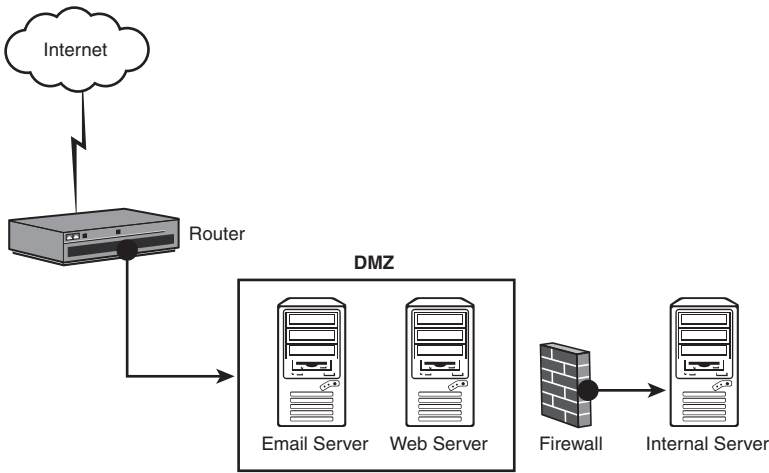 Internet
Router
DMZ
Email Server
Web Server
Firewall
Internal Server